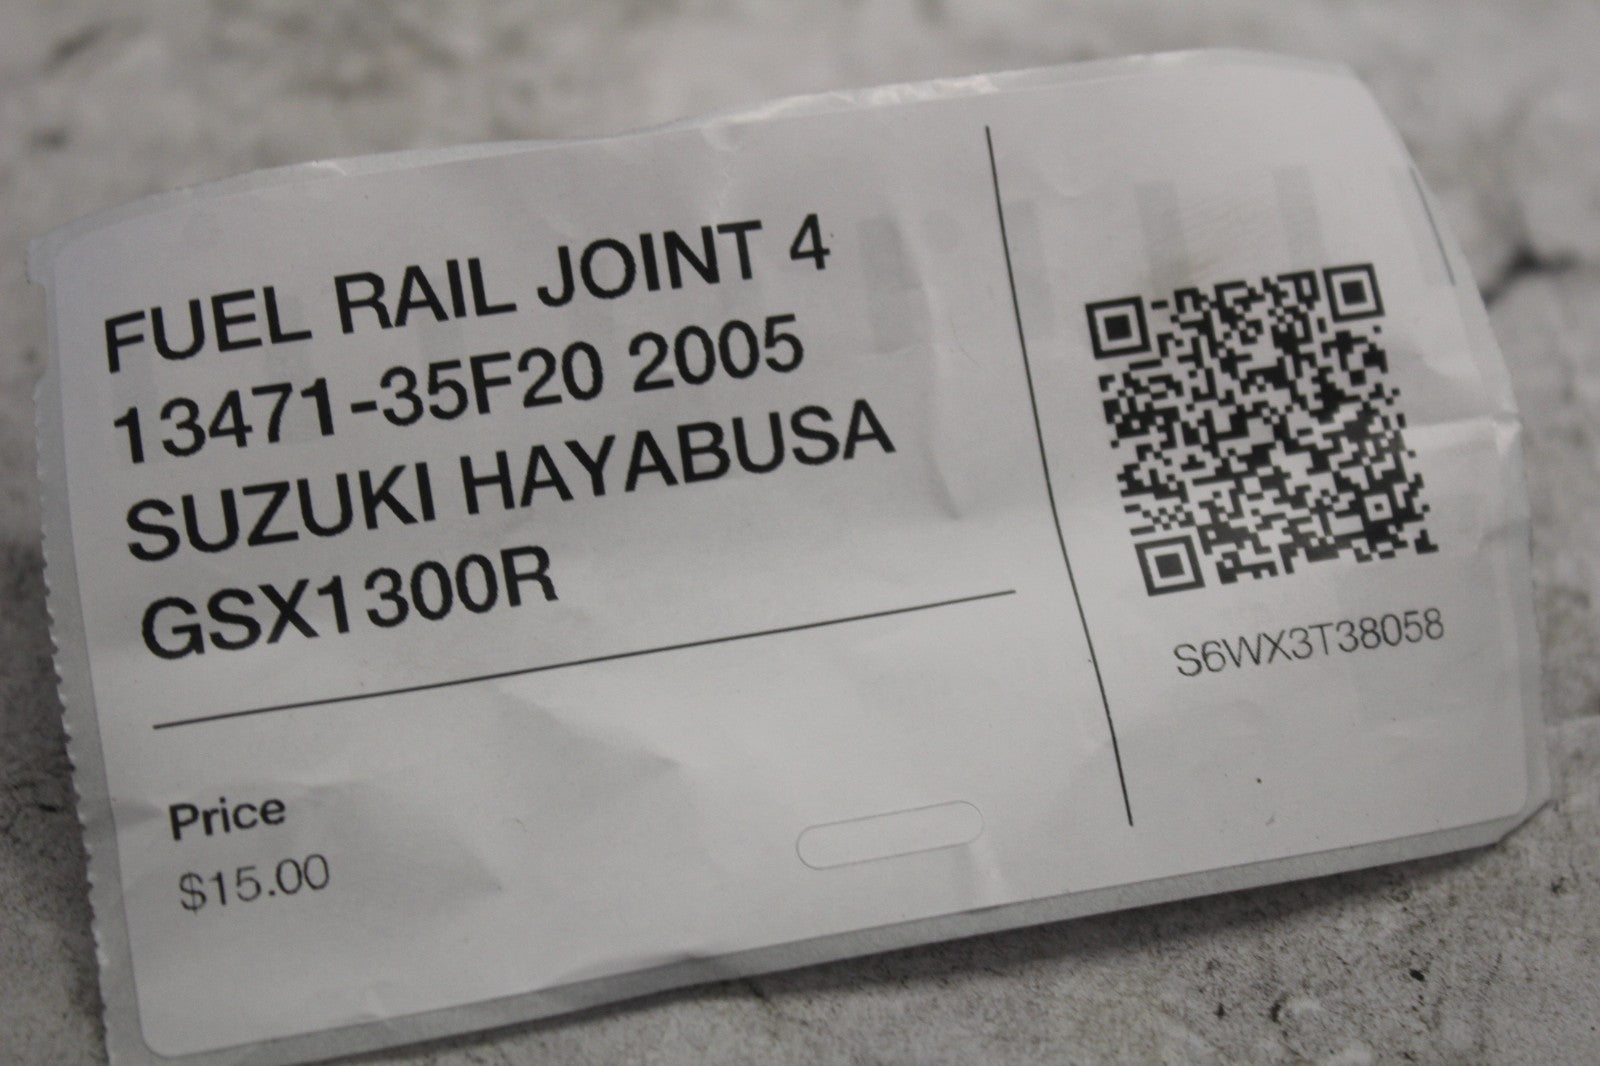 FUEL RAIL JOINT 4
13471-35F20 2005
SUZUKI HAYABUSA
GSX1300R
Price
$15.00
S6WX3T38058